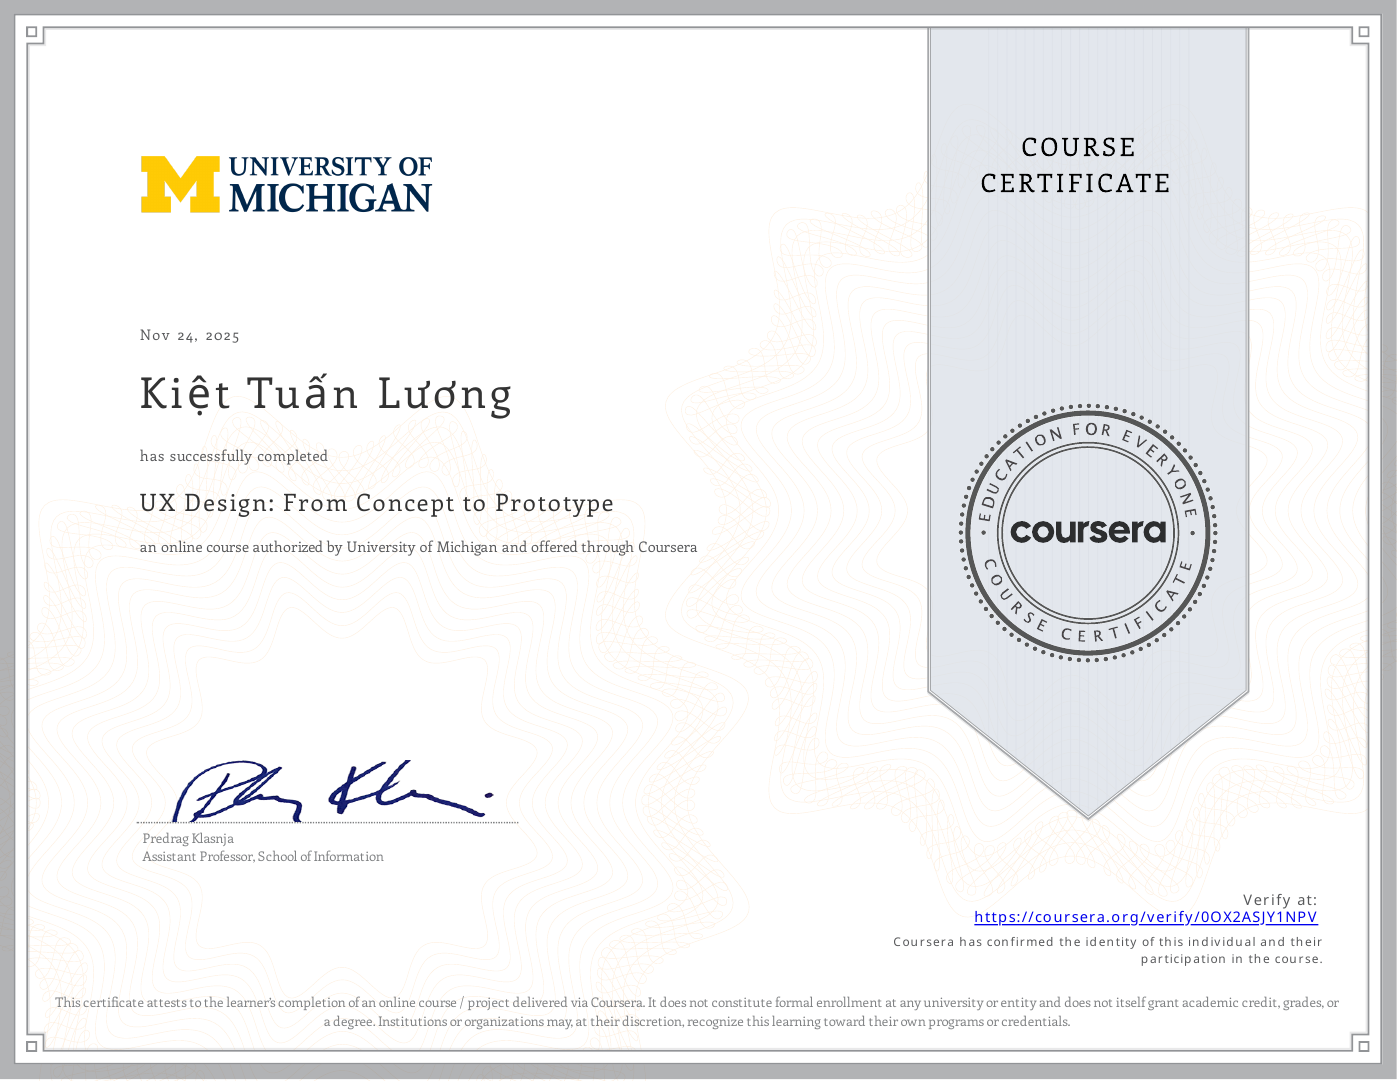 UNIVERSITY OF
MICHIGAN
COURSE
CERTIFICATE
Nov 24, 2025
Kiệt Tuấn Lương
has successfully completed
UX Design: From Concept to Prototype
an online course authorized by University of Michigan and offered through Coursera
EDUCATION FOR EVERYONE
coursera
COURSE CERTIFICATE
Predrag Klasnja
Assistant Professor, School of Information
Verify at:
https://coursera.org/verify/0OX2ASJY1NPV
Coursera has confirmed the identity of this individual and their
participation in the course.
This certificate attests to the learner's completion of an online course / project delivered via Coursera. It does not constitute formal enrollment at any university or entity and does not itself grant academic credit, grades, or
a degree. Institutions or organizations may, at their discretion, recognize this learning toward their own programs or credentials.